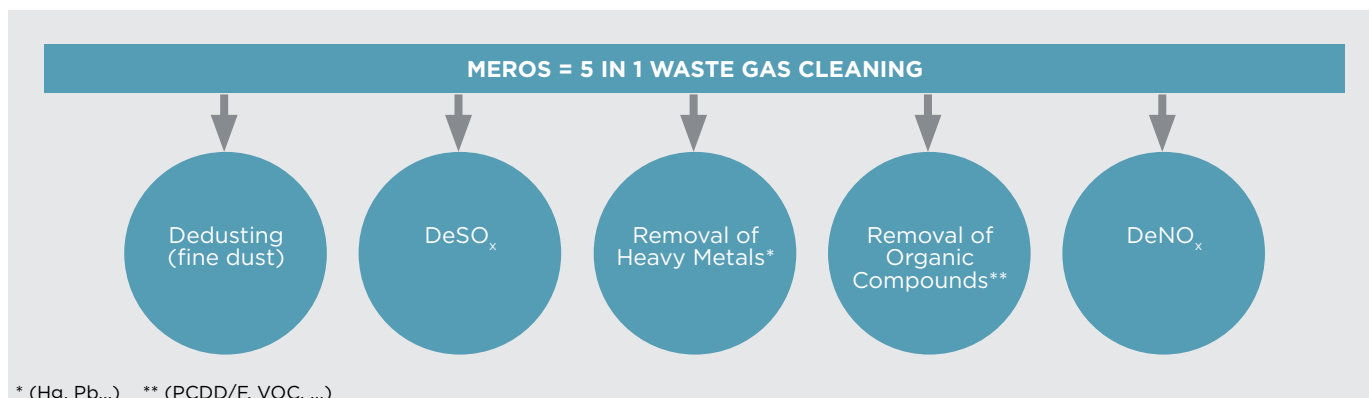 MEROS = 5 IN 1 WASTE GAS CLEANING
Dedusting
(fine dust)
DeSOₓ
Removal of
Heavy Metals*
Removal of
Organic
Compounds**
DeNOₓ
* (Hg, Pb...) ** (PCDD/F, VOC, ...)